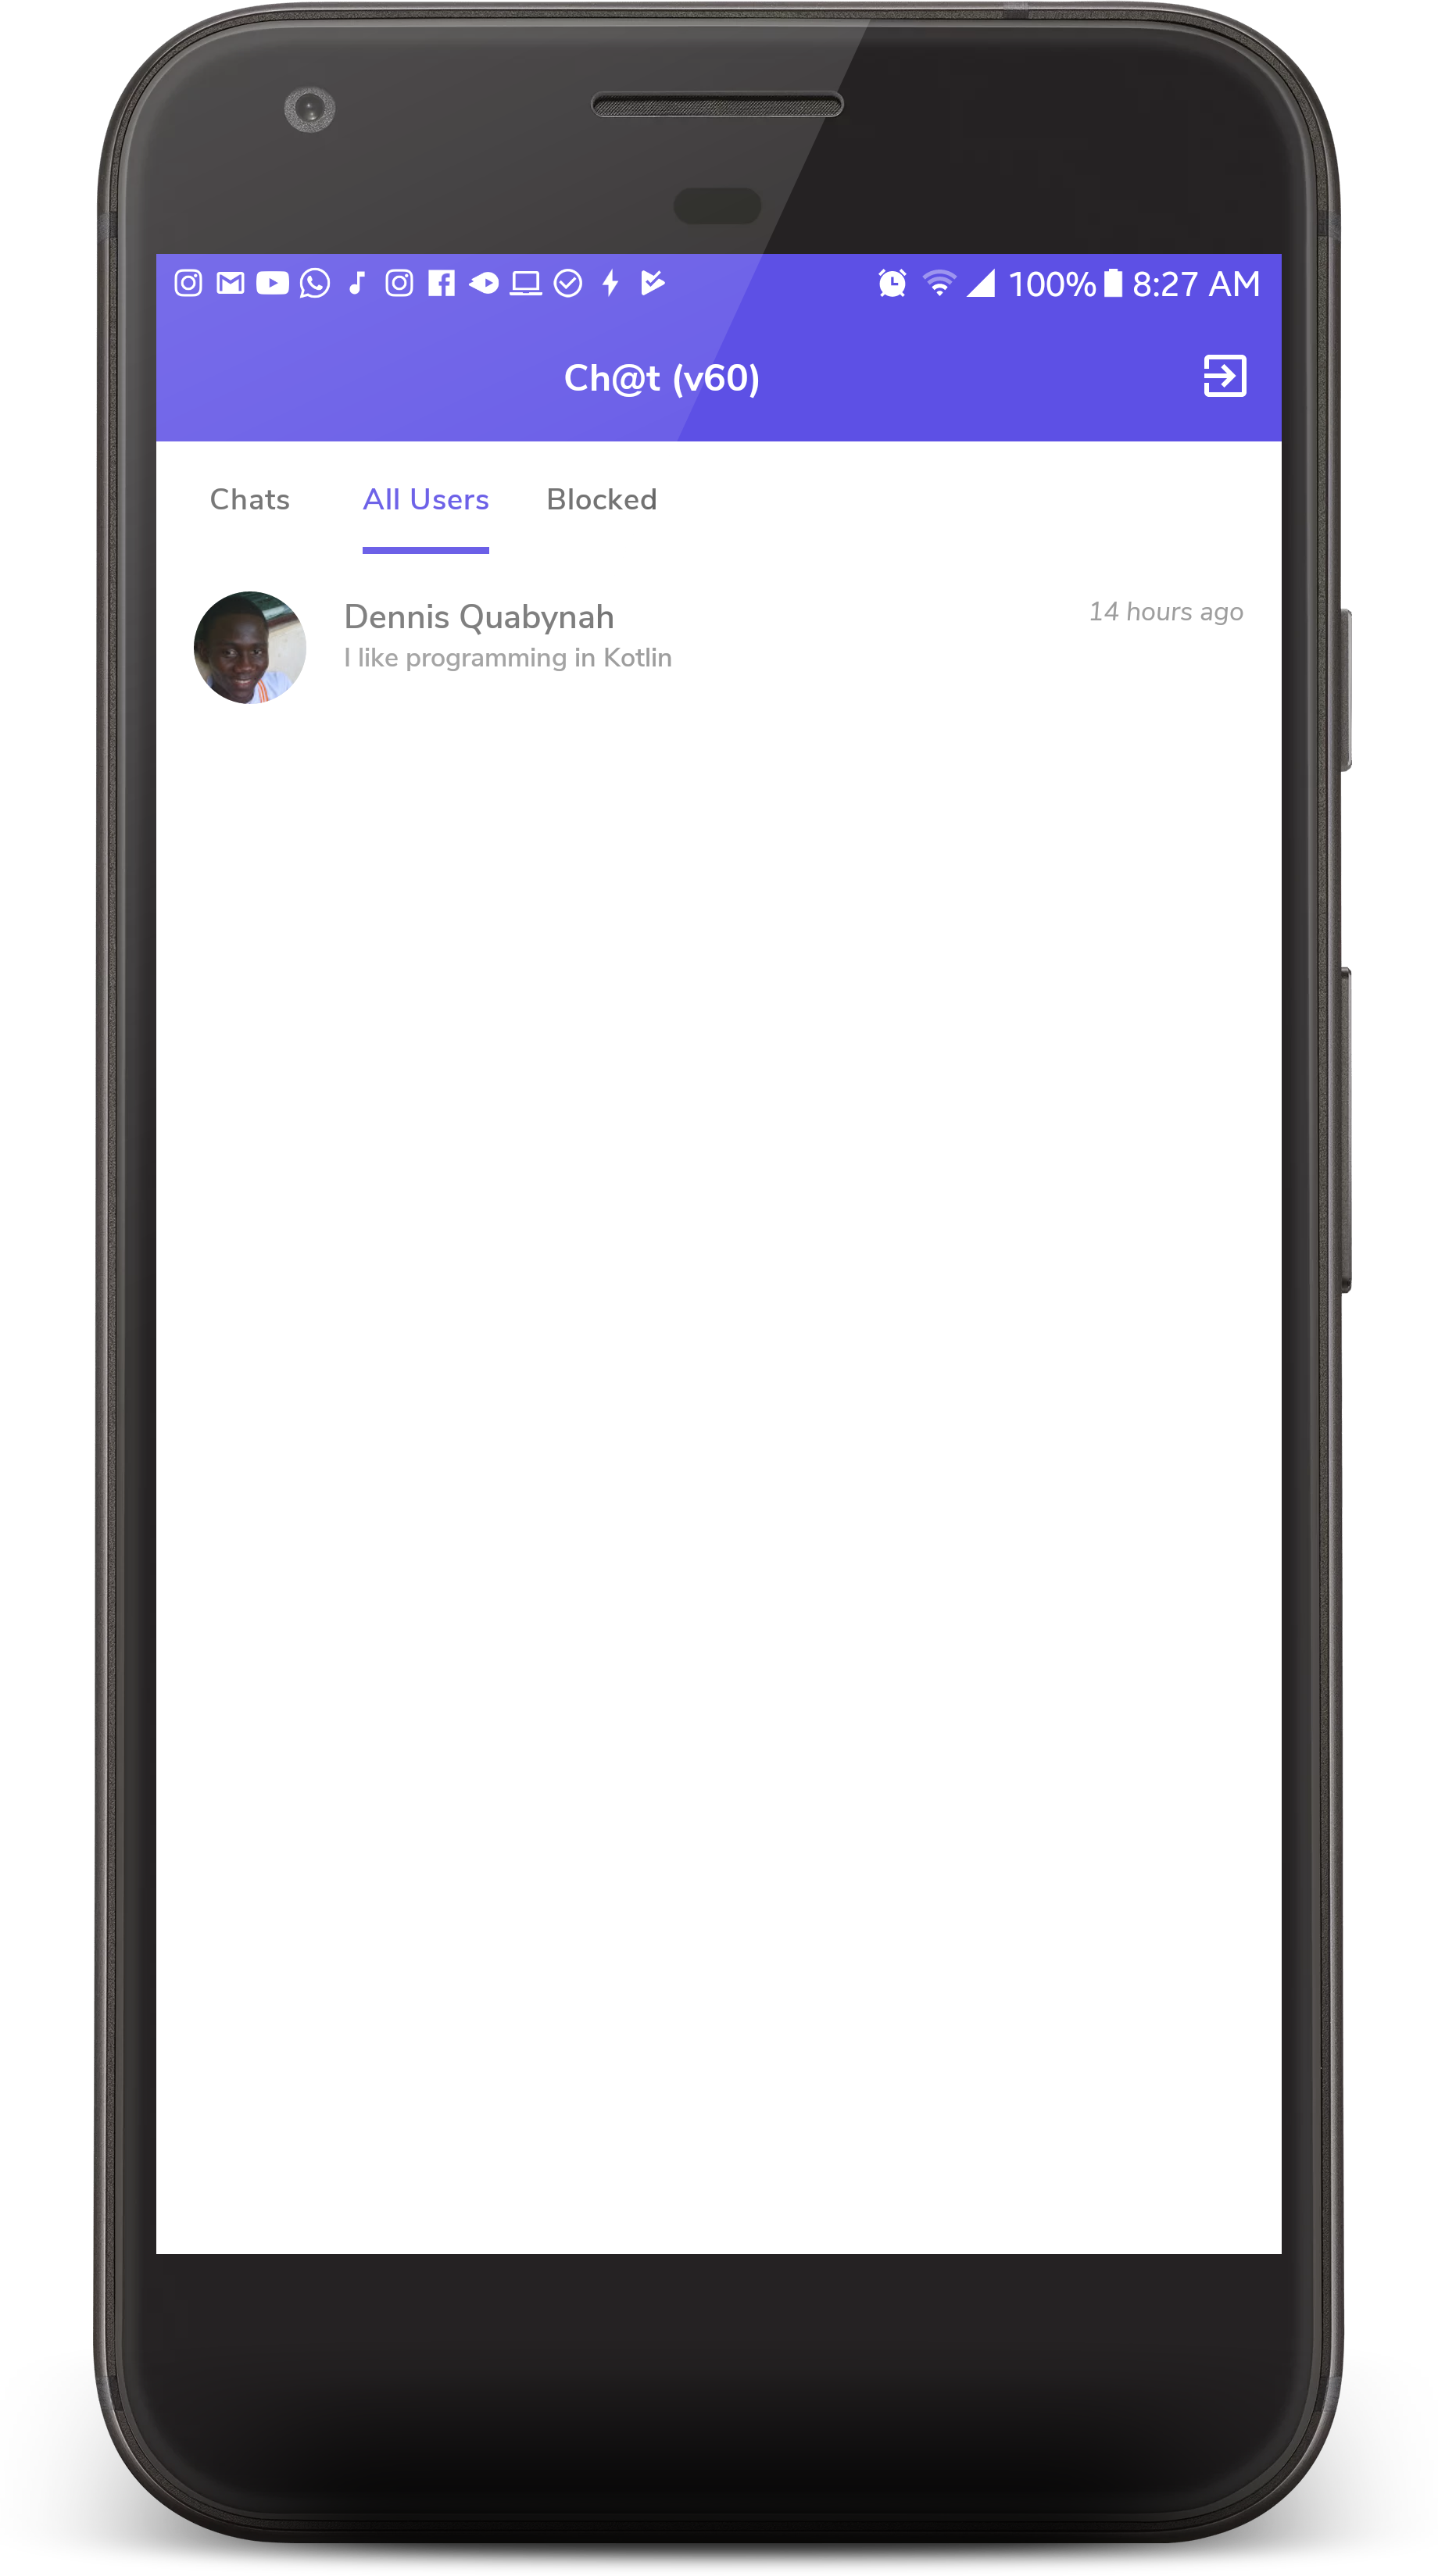 100% 8:27 AM
Ch@t (v60)
Chats All Users Blocked
Dennis Quabynah 14 hours ago
I like programming in Kotlin